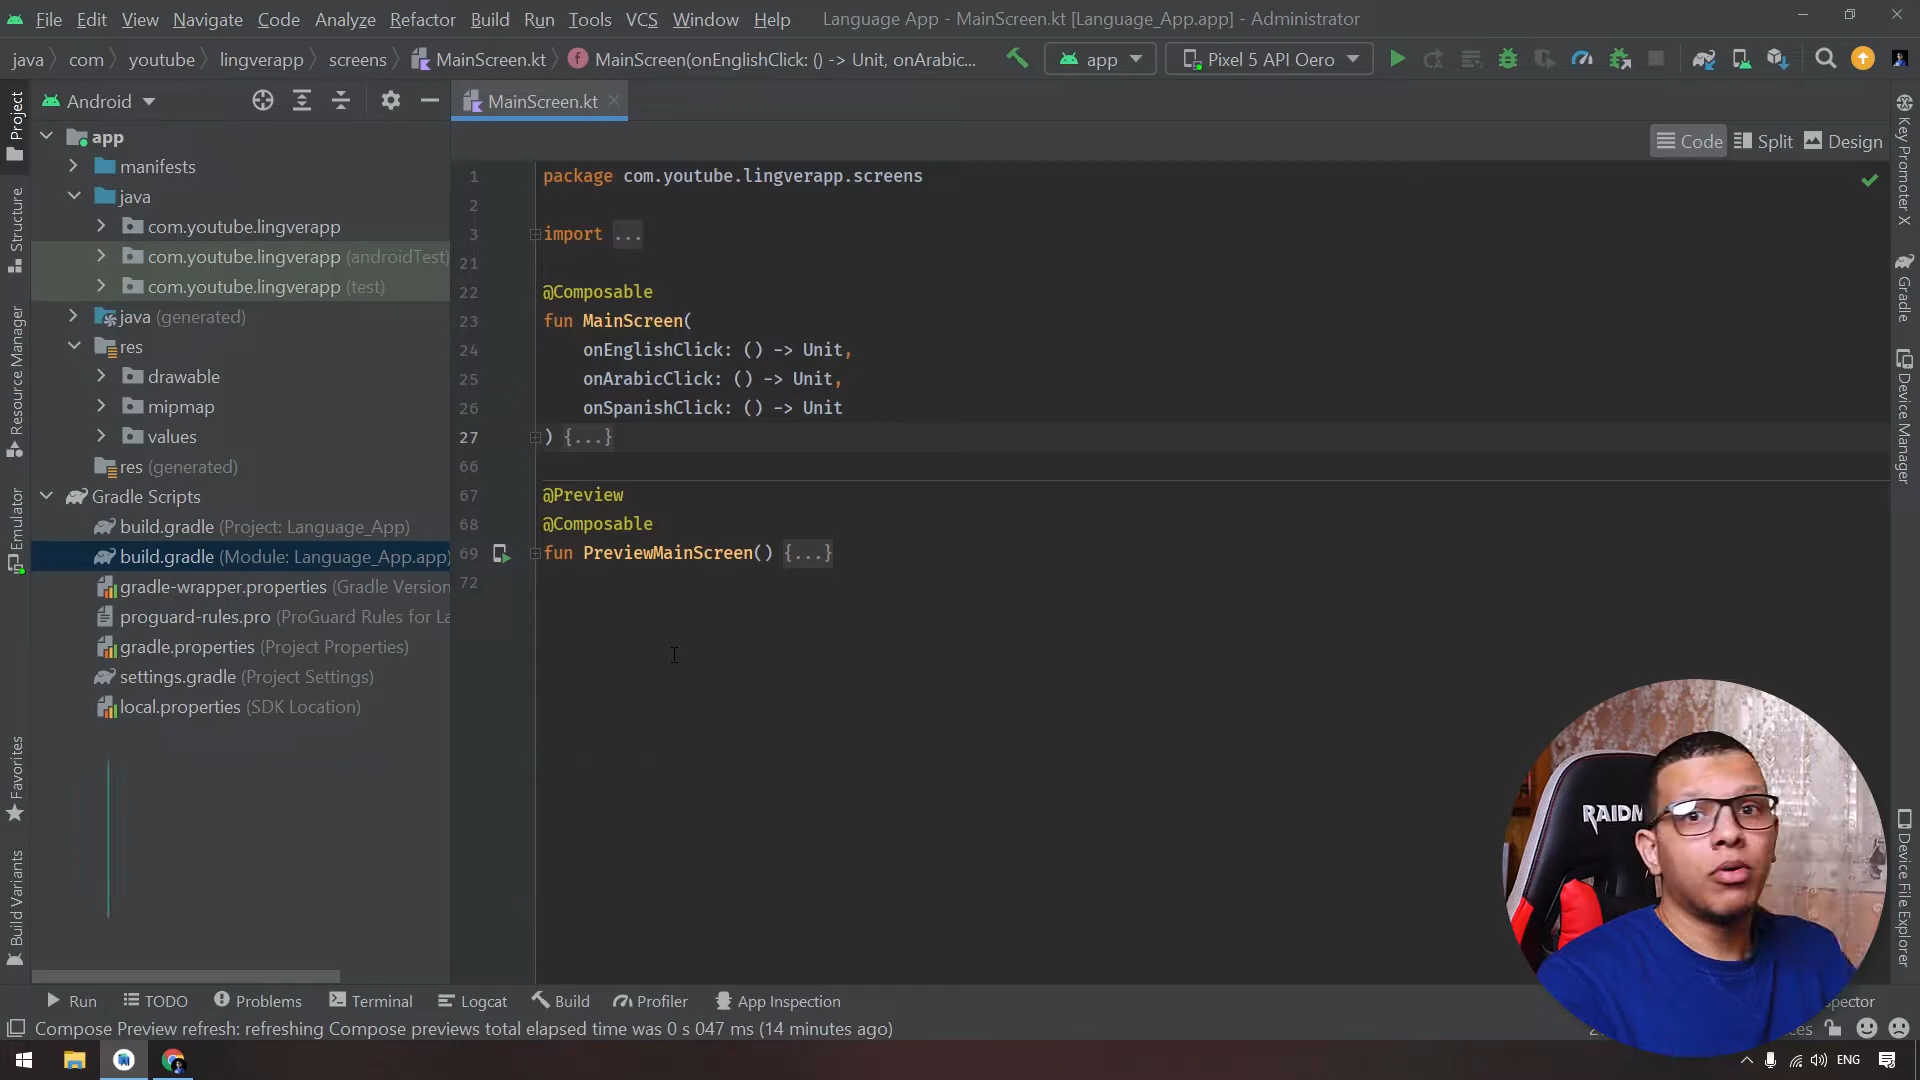 File Edit View Navigate Code Analyze Refactor Build Run Tools VCS Window Help Language App - MainScreen.kt [Language_App.app] - Administrator
java com youtube lingverapp screens MainScreen.kt MainScreen(onEnglishClick: () -> Unit, onArabic... app Pixel 5 API Oero
Android
MainScreen.kt
Code Split Design
Project
Structure
Resource Manager
Emulator
Favorites
Build Variants
app
manifests
java
com.youtube.lingverapp
com.youtube.lingverapp (androidTest)
com.youtube.lingverapp (test)
java (generated)
res
drawable
mipmap
values
res (generated)
Gradle Scripts
build.gradle (Project: Language_App)
build.gradle (Module: Language_App.app)
gradle-wrapper.properties (Gradle Version
proguard-rules.pro (ProGuard Rules for La
gradle.properties (Project Properties)
settings.gradle (Project Settings)
local.properties (SDK Location)
1 package com.youtube.lingverapp.screens
2
3 import ...
21
22 @Composable
23 fun MainScreen(
24 onEnglishClick: () -> Unit,
25 onArabicClick: () -> Unit,
26 onSpanishClick: () -> Unit
27 ) {...}
66
67 @Preview
68 @Composable
69 fun PreviewMainScreen() {...}
72
Key Promoter X
Gradle
Device Manager
Device File Explorer
RAIDM
Run TODO Problems Terminal Logcat Build Profiler App Inspection
Compose Preview refresh: refreshing Compose previews total elapsed time was 0 s 047 ms (14 minutes ago)
ENG